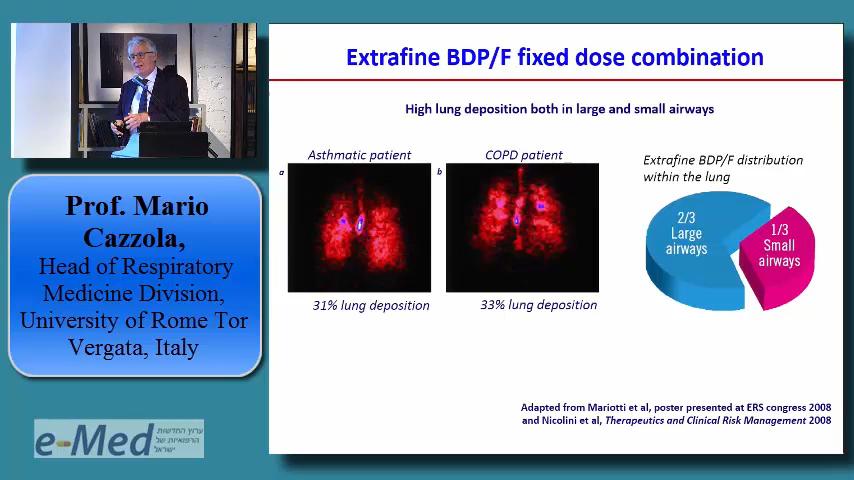 Extrafine BDP/F fixed dose combination
High lung deposition both in large and small airways
Asthmatic patient
COPD patient
a
b
31% lung deposition
33% lung deposition
Extrafine BDP/F distribution
within the lung
2/3
Large
airways
1/3
Small
airways
Adapted from Mariotti et al, poster presented at ERS congress 2008
and Nicolini et al, Therapeutics and Clinical Risk Management 2008
Prof. Mario
Cazzola,
Head of Respiratory
Medicine Division,
University of Rome Tor
Vergata, Italy
e-Med
ערוץ החדשות
הרפואיות של
ישראל